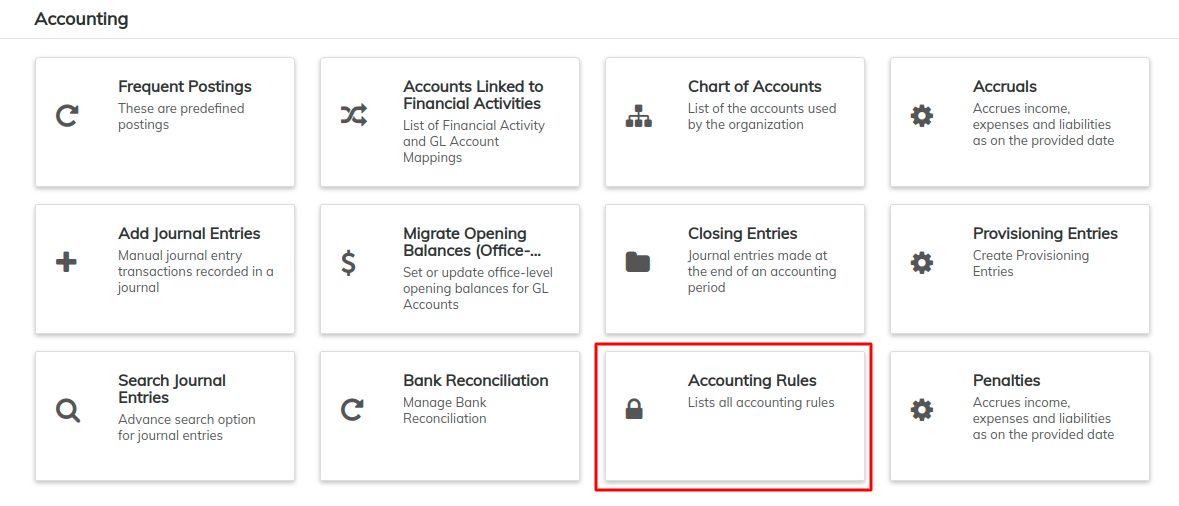 Accounting
Frequent Postings
These are predefined
postings
Accounts Linked to
Financial Activities
List of Financial Activity
and GL Account
Mappings
Chart of Accounts
List of the accounts used
by the organization
Accruals
Accrues income,
expenses and liabilities
as on the provided date
Add Journal Entries
Manual journal entry
transactions recorded in a
journal
Migrate Opening
Balances (Office-...
Set or update office-level
opening balances for GL
Accounts
Closing Entries
Journal entries made at
the end of an accounting
period
Provisioning Entries
Create Provisioning
Entries
Search Journal
Entries
Advance search option
for journal entries
Bank Reconciliation
Manage Bank
Reconciliation
Accounting Rules
Lists all accounting rules
Penalties
Accrues income,
expenses and liabilities
as on the provided date